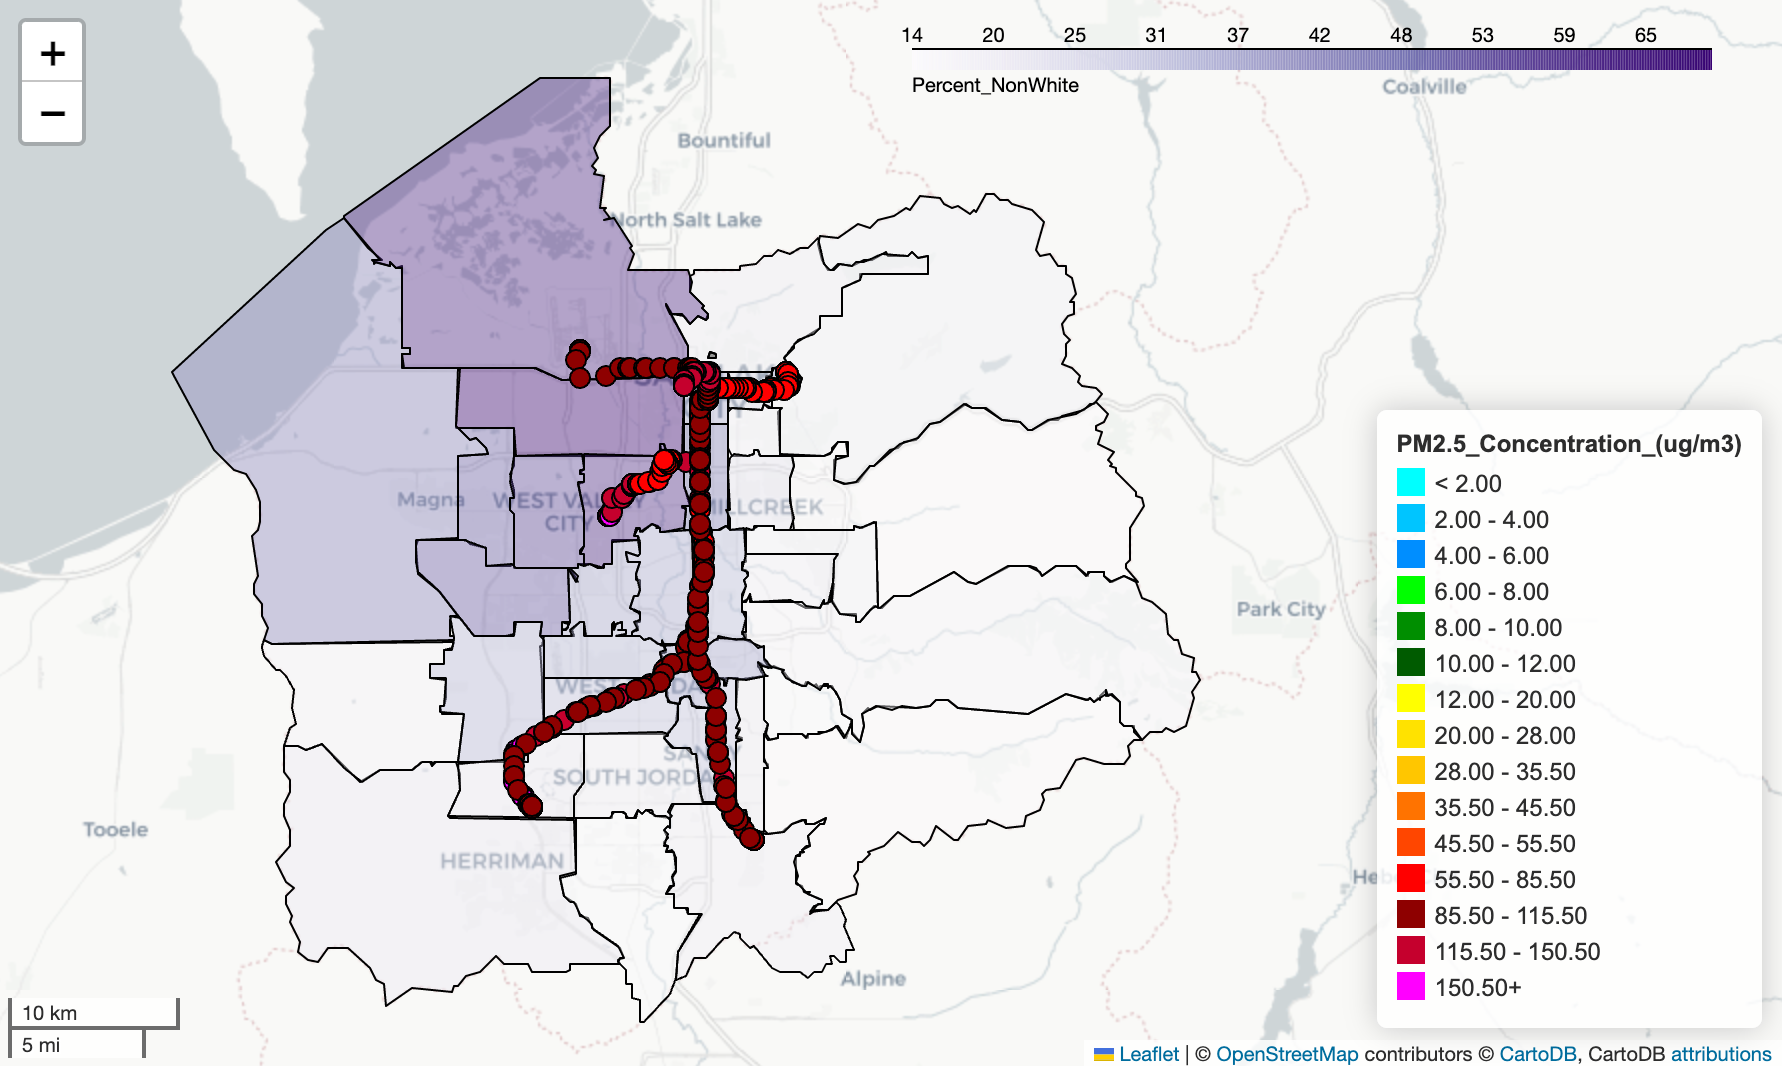 +
−
14 20 25 31 37 42 48 53 59 65
Percent_NonWhite
Coalville
Bountiful
North Salt Lake
Magna
WEST VALLEY
CITY
MILLCREEK
Park City
WEST
SANDY
SOUTH JORDA
Tooele
HERRIMAN
Alpine
PM2.5_Concentration_(ug/m3)
< 2.00
2.00 - 4.00
4.00 - 6.00
6.00 - 8.00
8.00 - 10.00
10.00 - 12.00
12.00 - 20.00
20.00 - 28.00
28.00 - 35.50
35.50 - 45.50
45.50 - 55.50
55.50 - 85.50
85.50 - 115.50
115.50 - 150.50
150.50+
10 km
5 mi
Leaflet | © OpenStreetMap contributors © CartoDB, CartoDB attributions